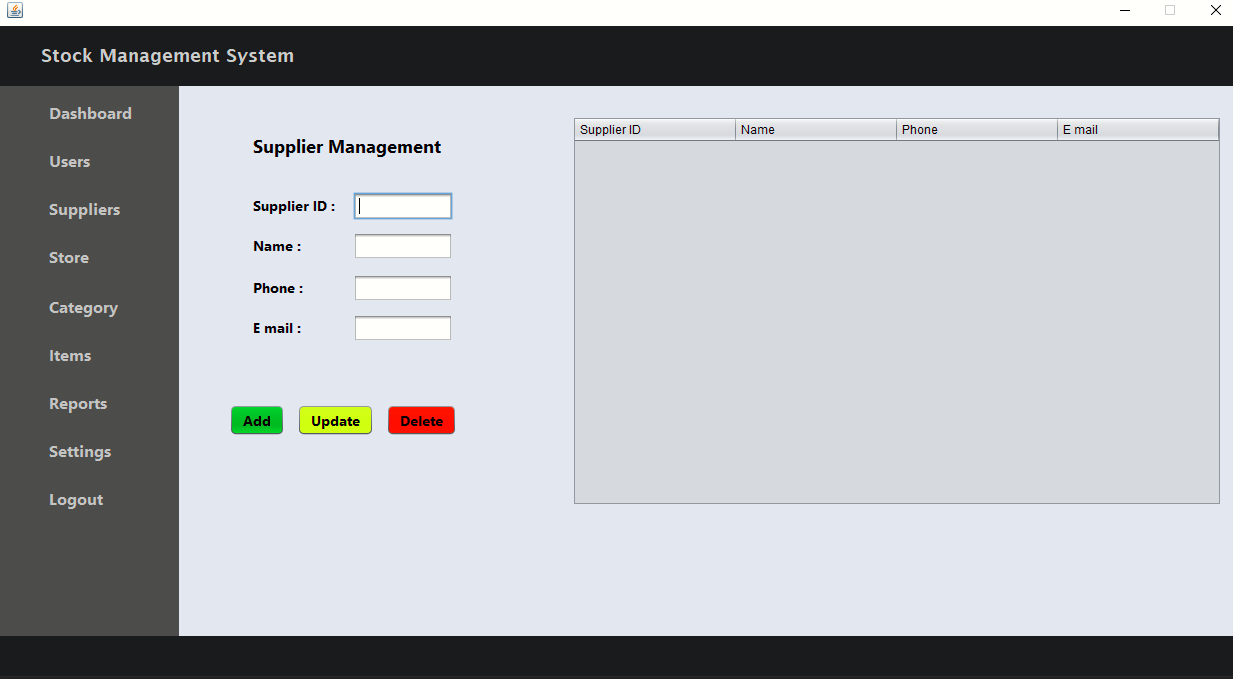 Stock Management System
Dashboard
Users
Suppliers
Store
Category
Items
Reports
Settings
Logout
Supplier Management
Supplier ID :
Name :
Phone :
E mail :
Add Update Delete
Supplier ID Name Phone E mail